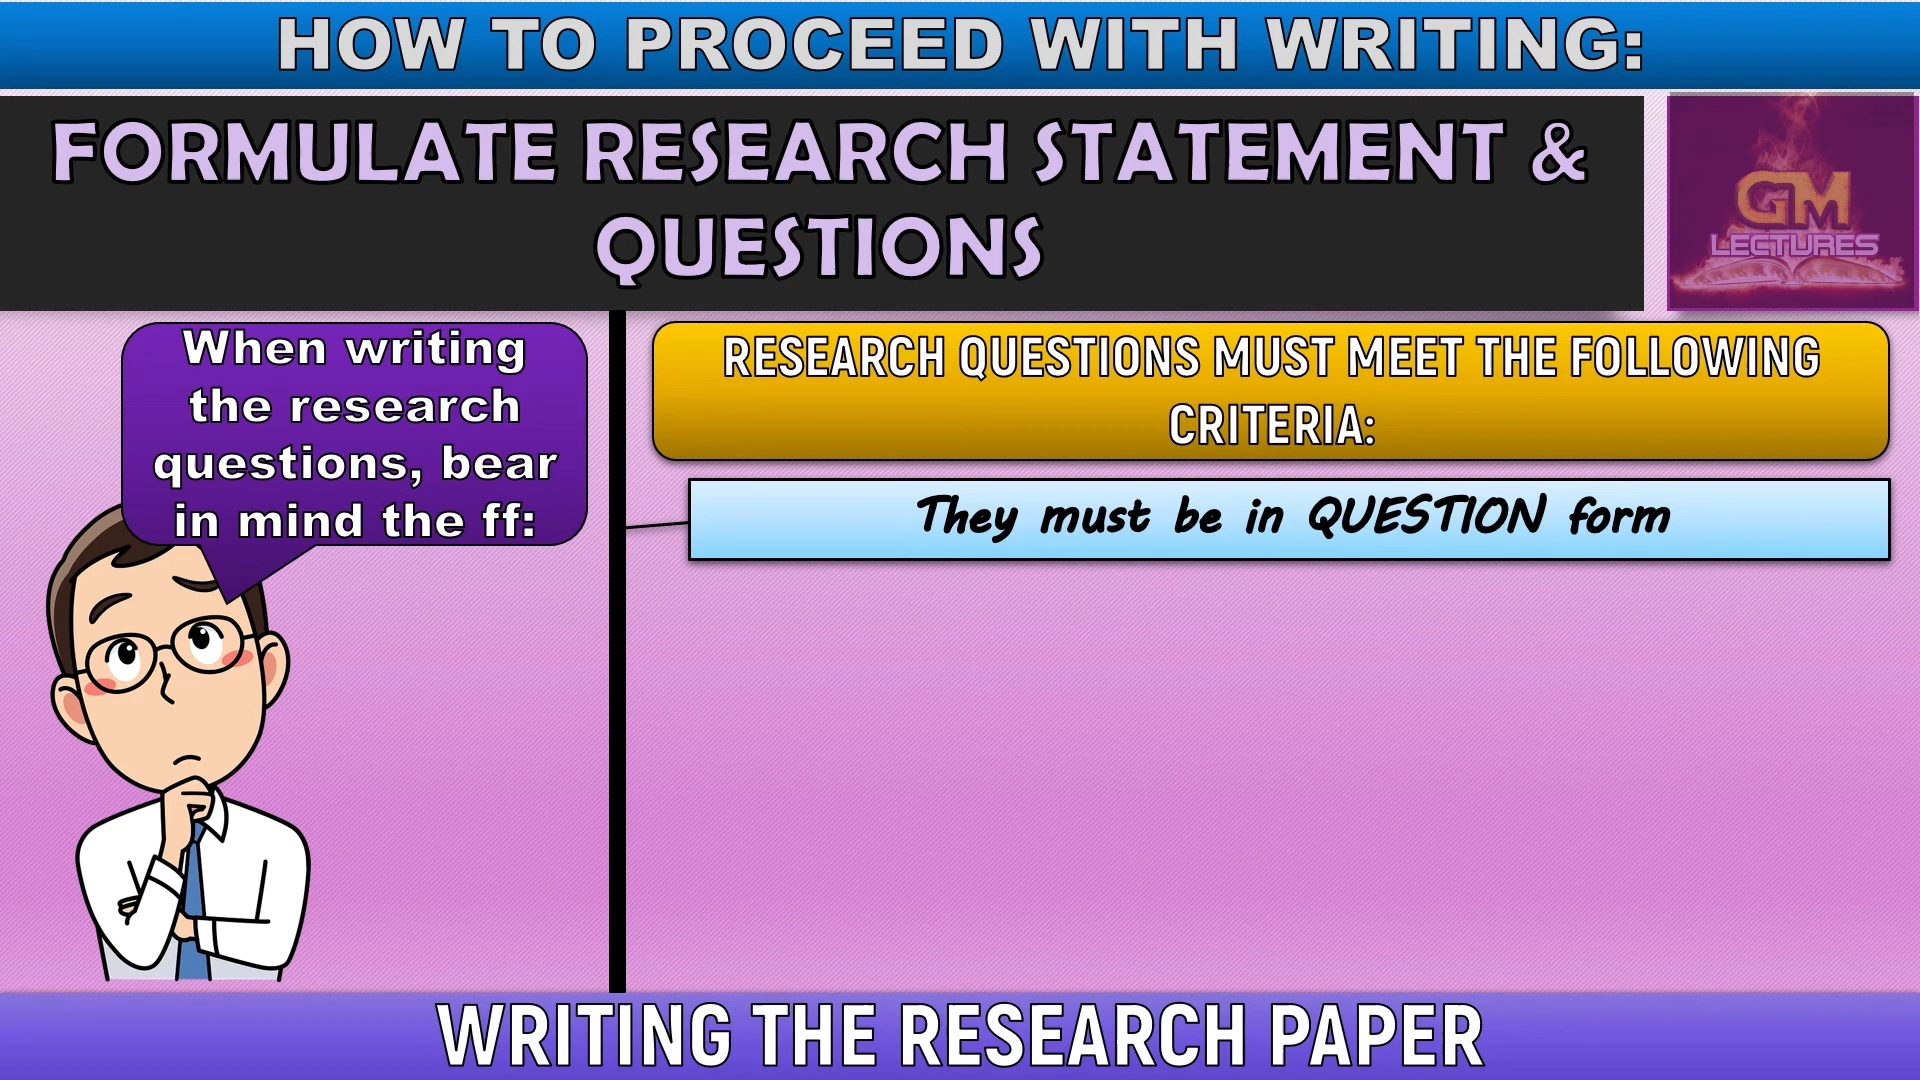 HOW TO PROCEED WITH WRITING:
FORMULATE RESEARCH STATEMENT &
QUESTIONS
GM
LECTURES
When writing
the research
questions, bear
in mind the ff:
RESEARCH QUESTIONS MUST MEET THE FOLLOWING
CRITERIA:
They must be in QUESTION form
WRITING THE RESEARCH PAPER